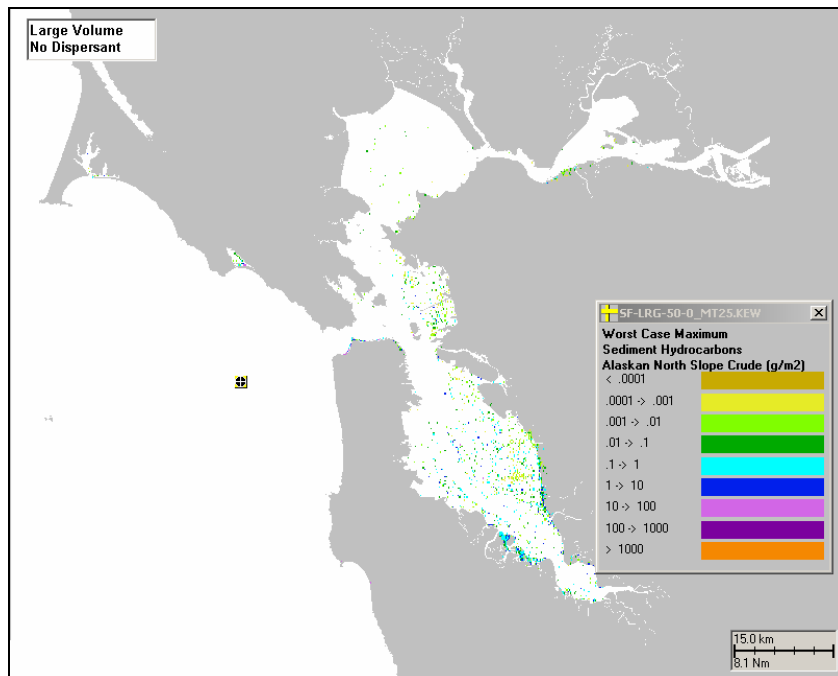 Large Volume
No Dispersant
SF-LRG-50-0_MT25.KEW
Worst Case Maximum
Sediment Hydrocarbons
Alaskan North Slope Crude (g/m2)
< .0001
.0001 -> .001
.001 -> .01
.01 -> .1
.1 -> 1
1 -> 10
10 -> 100
100 -> 1000
> 1000
15.0 km
8.1 Nm